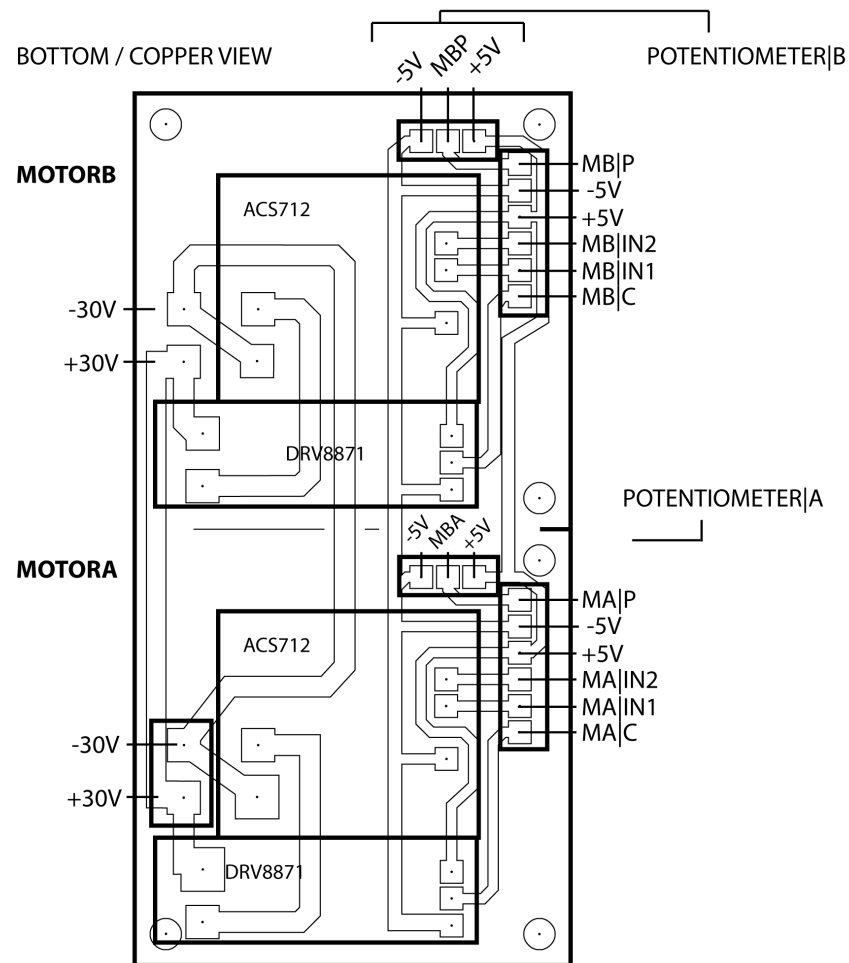 BOTTOM / COPPER VIEW
POTENTIOMETER|B
-5V
MBP
+5V
MOTORB
ACS712
MB|P
-5V
+5V
MB|IN2
MB|IN1
MB|C
-30V
+30V
DRV8871
POTENTIOMETER|A
-5V
MBA
+5V
MOTORA
ACS712
MA|P
-5V
+5V
MA|IN2
MA|IN1
MA|C
-30V
+30V
DRV8871